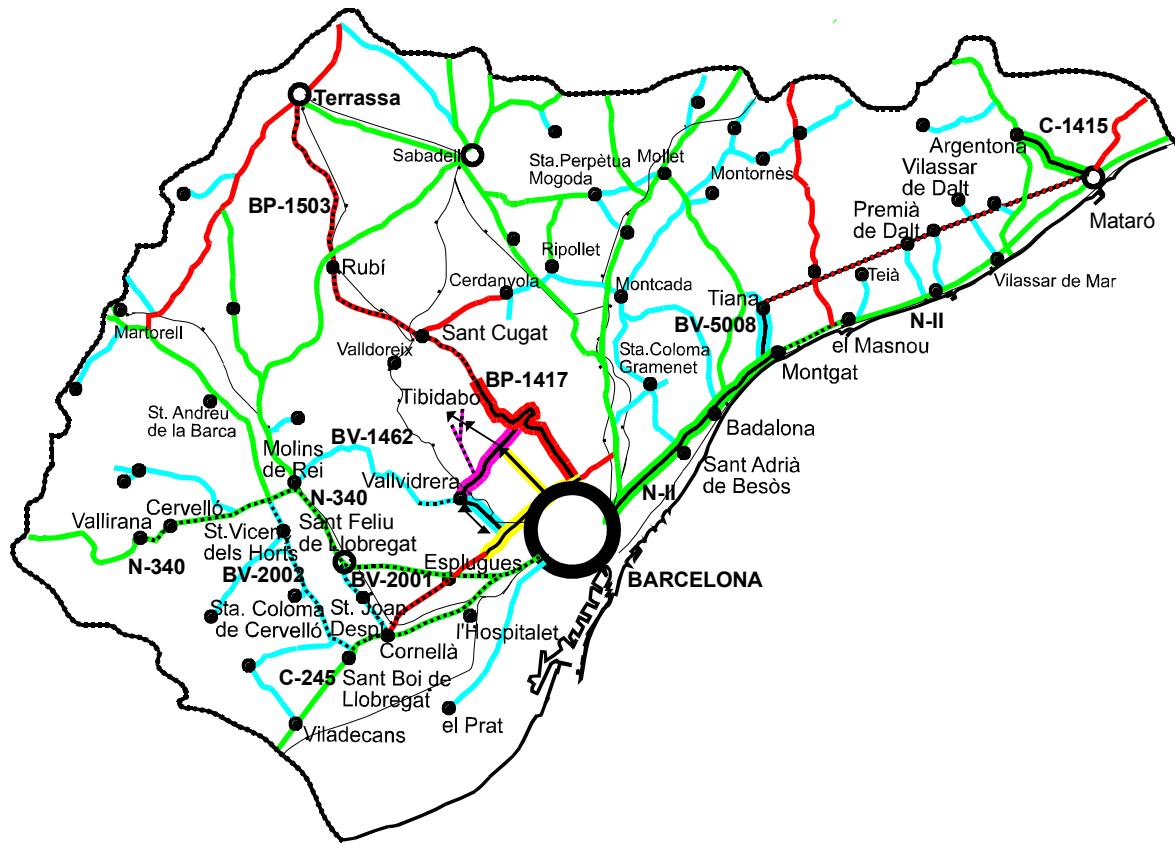 Terrassa
C-1415
Argentona
Sabadell
Sta.Perpètua
Mogoda
Mollet
Montornès
Vilassar
de Dalt
BP-1503
Premià
de Dalt
Mataró
Rubí
Ripollet
Cerdanyola
Montcada
Teià
Vilassar de Mar
Tiana
BV-5008
N-II
Martorell
Sant Cugat
el Masnou
Valldoreix
Sta.Coloma
Gramenet
Montgat
BP-1417
Tibidabo
St. Andreu
de la Barca
Badalona
BV-1462
Molins
de Rei
Sant Adrià
de Besòs
Vallvidrera
N-II
N-340
Cervelló
Vallirana
St.Vicenç
dels Horts
Sant Feliu
de Llobregat
N-340
Esplugues
BV-2002
BV-2001
BARCELONA
Sta. Coloma
de Cervelló
St. Joan
Despí
l'Hospitalet
Cornellà
C-245
Sant Boi de
Llobregat
el Prat
Viladecans